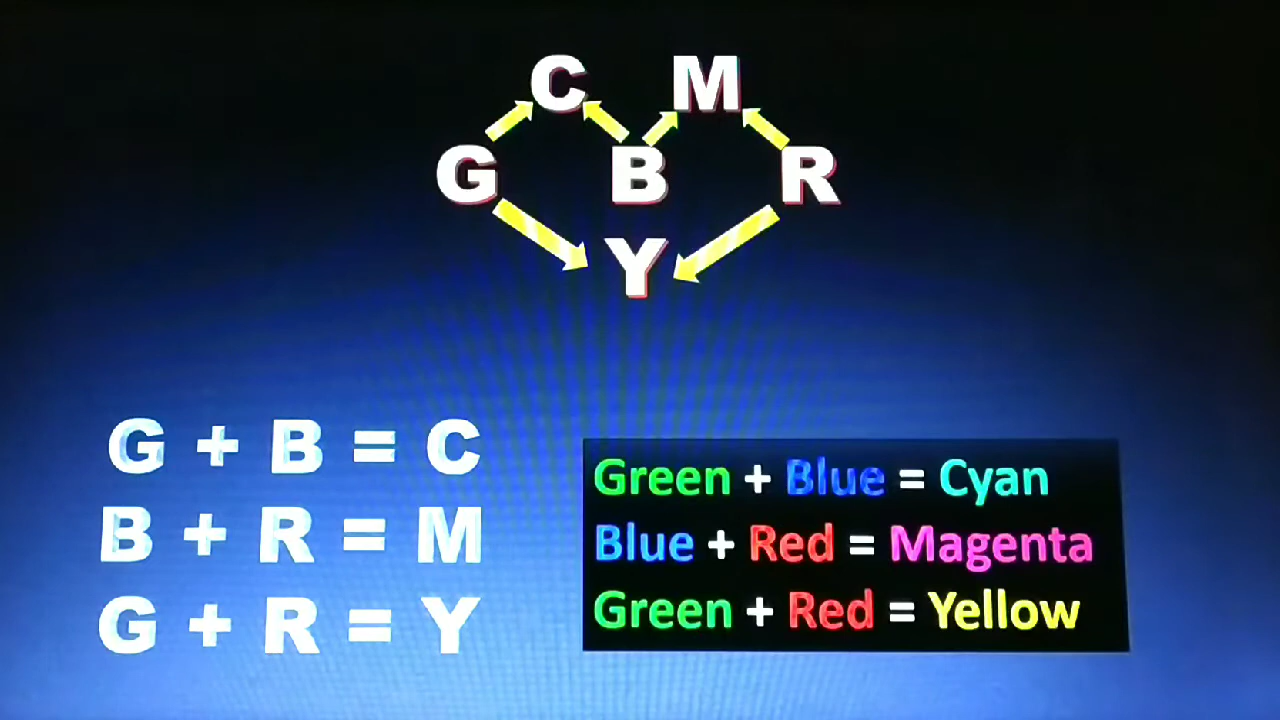 C M
G B R
Y
G + B = C
B + R = M
G + R = Y
Green + Blue = Cyan
Blue + Red = Magenta
Green + Red = Yellow